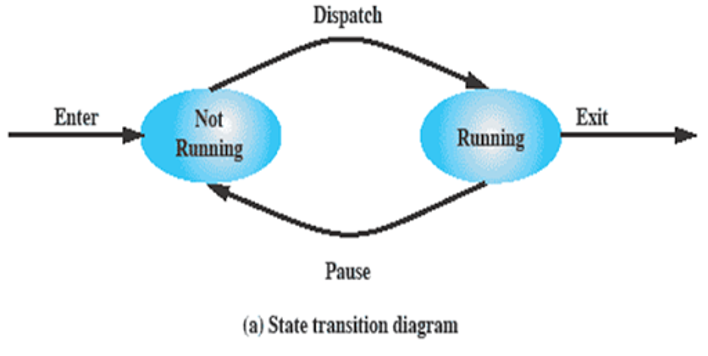 Dispatch
Enter
Not
Running
Running
Exit
Pause
(a) State transition diagram